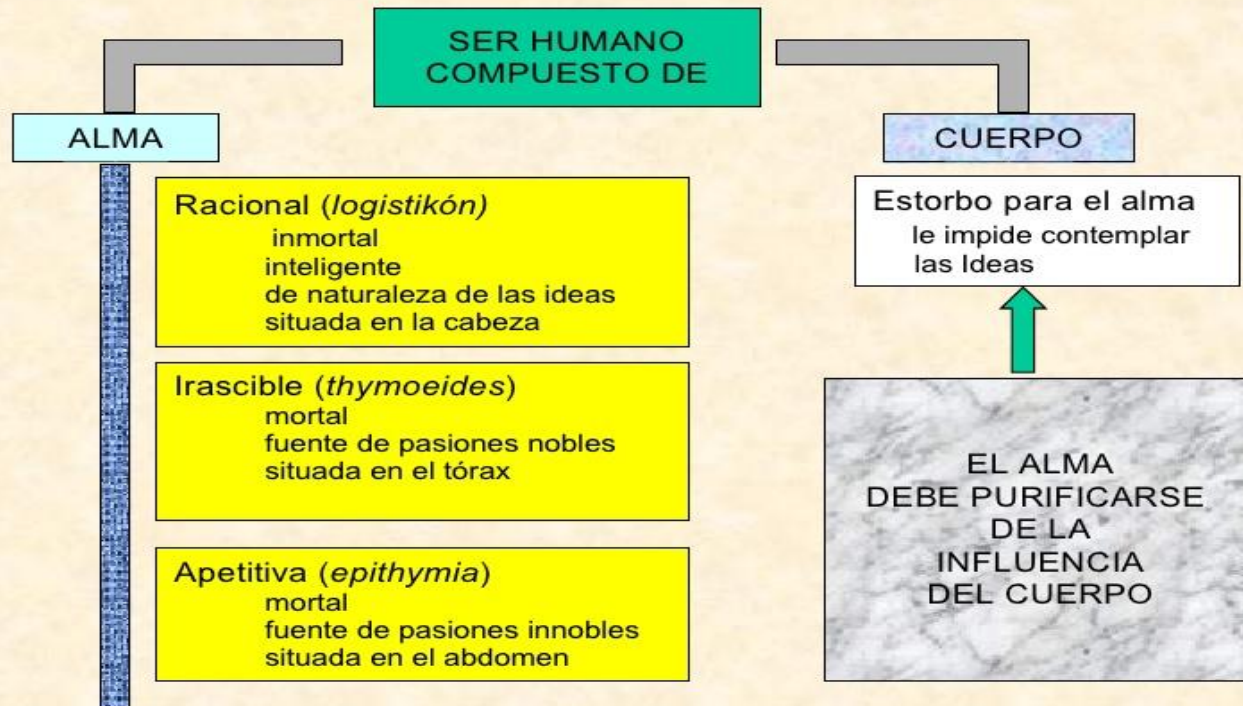 SER HUMANO
COMPUESTO DE
ALMA
Racional (logistikón)
inmortal
inteligente
de naturaleza de las ideas
situada en la cabeza
Irascible (thymoeides)
mortal
fuente de pasiones nobles
situada en el tórax
Apetitiva (epithymia)
mortal
fuente de pasiones innobles
situada en el abdomen
CUERPO
Estorbo para el alma
le impide contemplar
las Ideas
EL ALMA
DEBE PURIFICARSE
DE LA
INFLUENCIA
DEL CUERPO